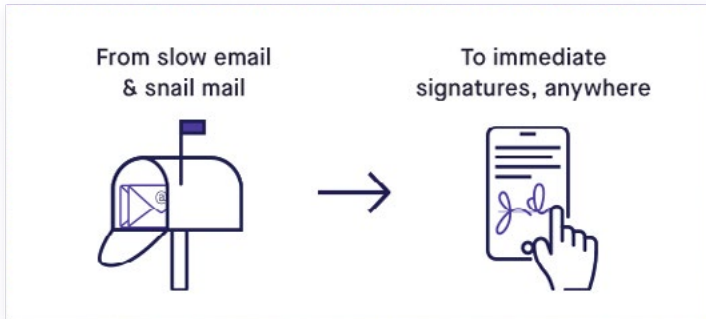 From slow email
& snail mail
To immediate
signatures, anywhere